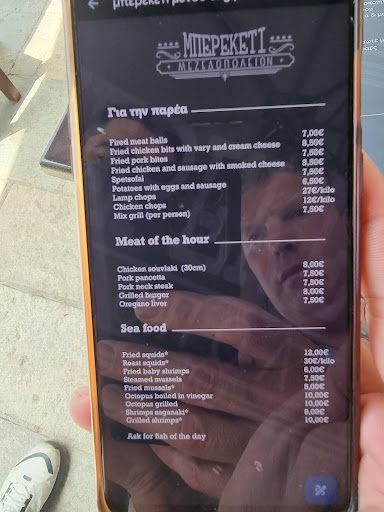 ΜΠΕΡΕΚΕΤΙ
ΜΕΖΕΔΟΠΩΛΕΙΟΝ
Για την παρέα
Fired meat balls 7,00€
Fried chicken bits with vary and cream cheese 8,50€
Fried pork bites 7,50€
Fried chicken and sausage with smoked cheese 8,50€
Spetsofai 7,50€
Potatoes with eggs and sausage 6,50€
Lamp chops 27€/kilo
Chicken chops 12€/kilo
Mix grill (per person) 7,50€
Meat of the hour
Chicken souvlaki (30cm) 8,00€
Pork pancetta 7,50€
Pork neck steak 7,50€
Grilled burger 8,00€
Oregano liver 7,50€
Sea food
Fried squids* 12,00€
Roast squids* 30€/kilo
Fried baby shrimps 6,00€
Steamed mussels 7,50€
Fried mussels* 8,00€
Octopus boiled in vinegar 10,00€
Octopus grilled 10,00€
Shrimps saganaki* 9,00€
Grilled shrimps* 10,00€
Ask for fish of the day